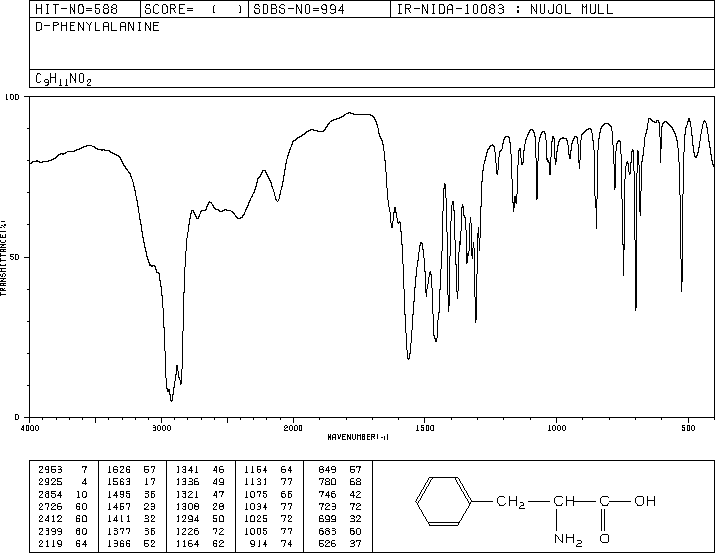 HIT-NO=588 SCORE= ( ) SDBS-NO=994 IR-NIDA-10083 : NUJOL MULL
D-PHENYLALANINE
C9H11NO2
100
50
0
TRANSMITTANCE(%)
4000 3000 2000 1500 1000 500
WAVENUMBER(-1)
2953 7 1626 57 1341 46 1154 64 849 57
2925 4 1563 17 1336 49 1131 77 780 68
2854 10 1495 36 1321 47 1075 66 746 42
2726 60 1457 23 1308 28 1034 77 723 72
2412 60 1411 32 1294 50 1025 72 699 32
2399 60 1377 36 1226 72 1005 77 683 60
2119 64 1366 52 1164 62 914 74 526 37
CH2 CH C OH
NH2 O